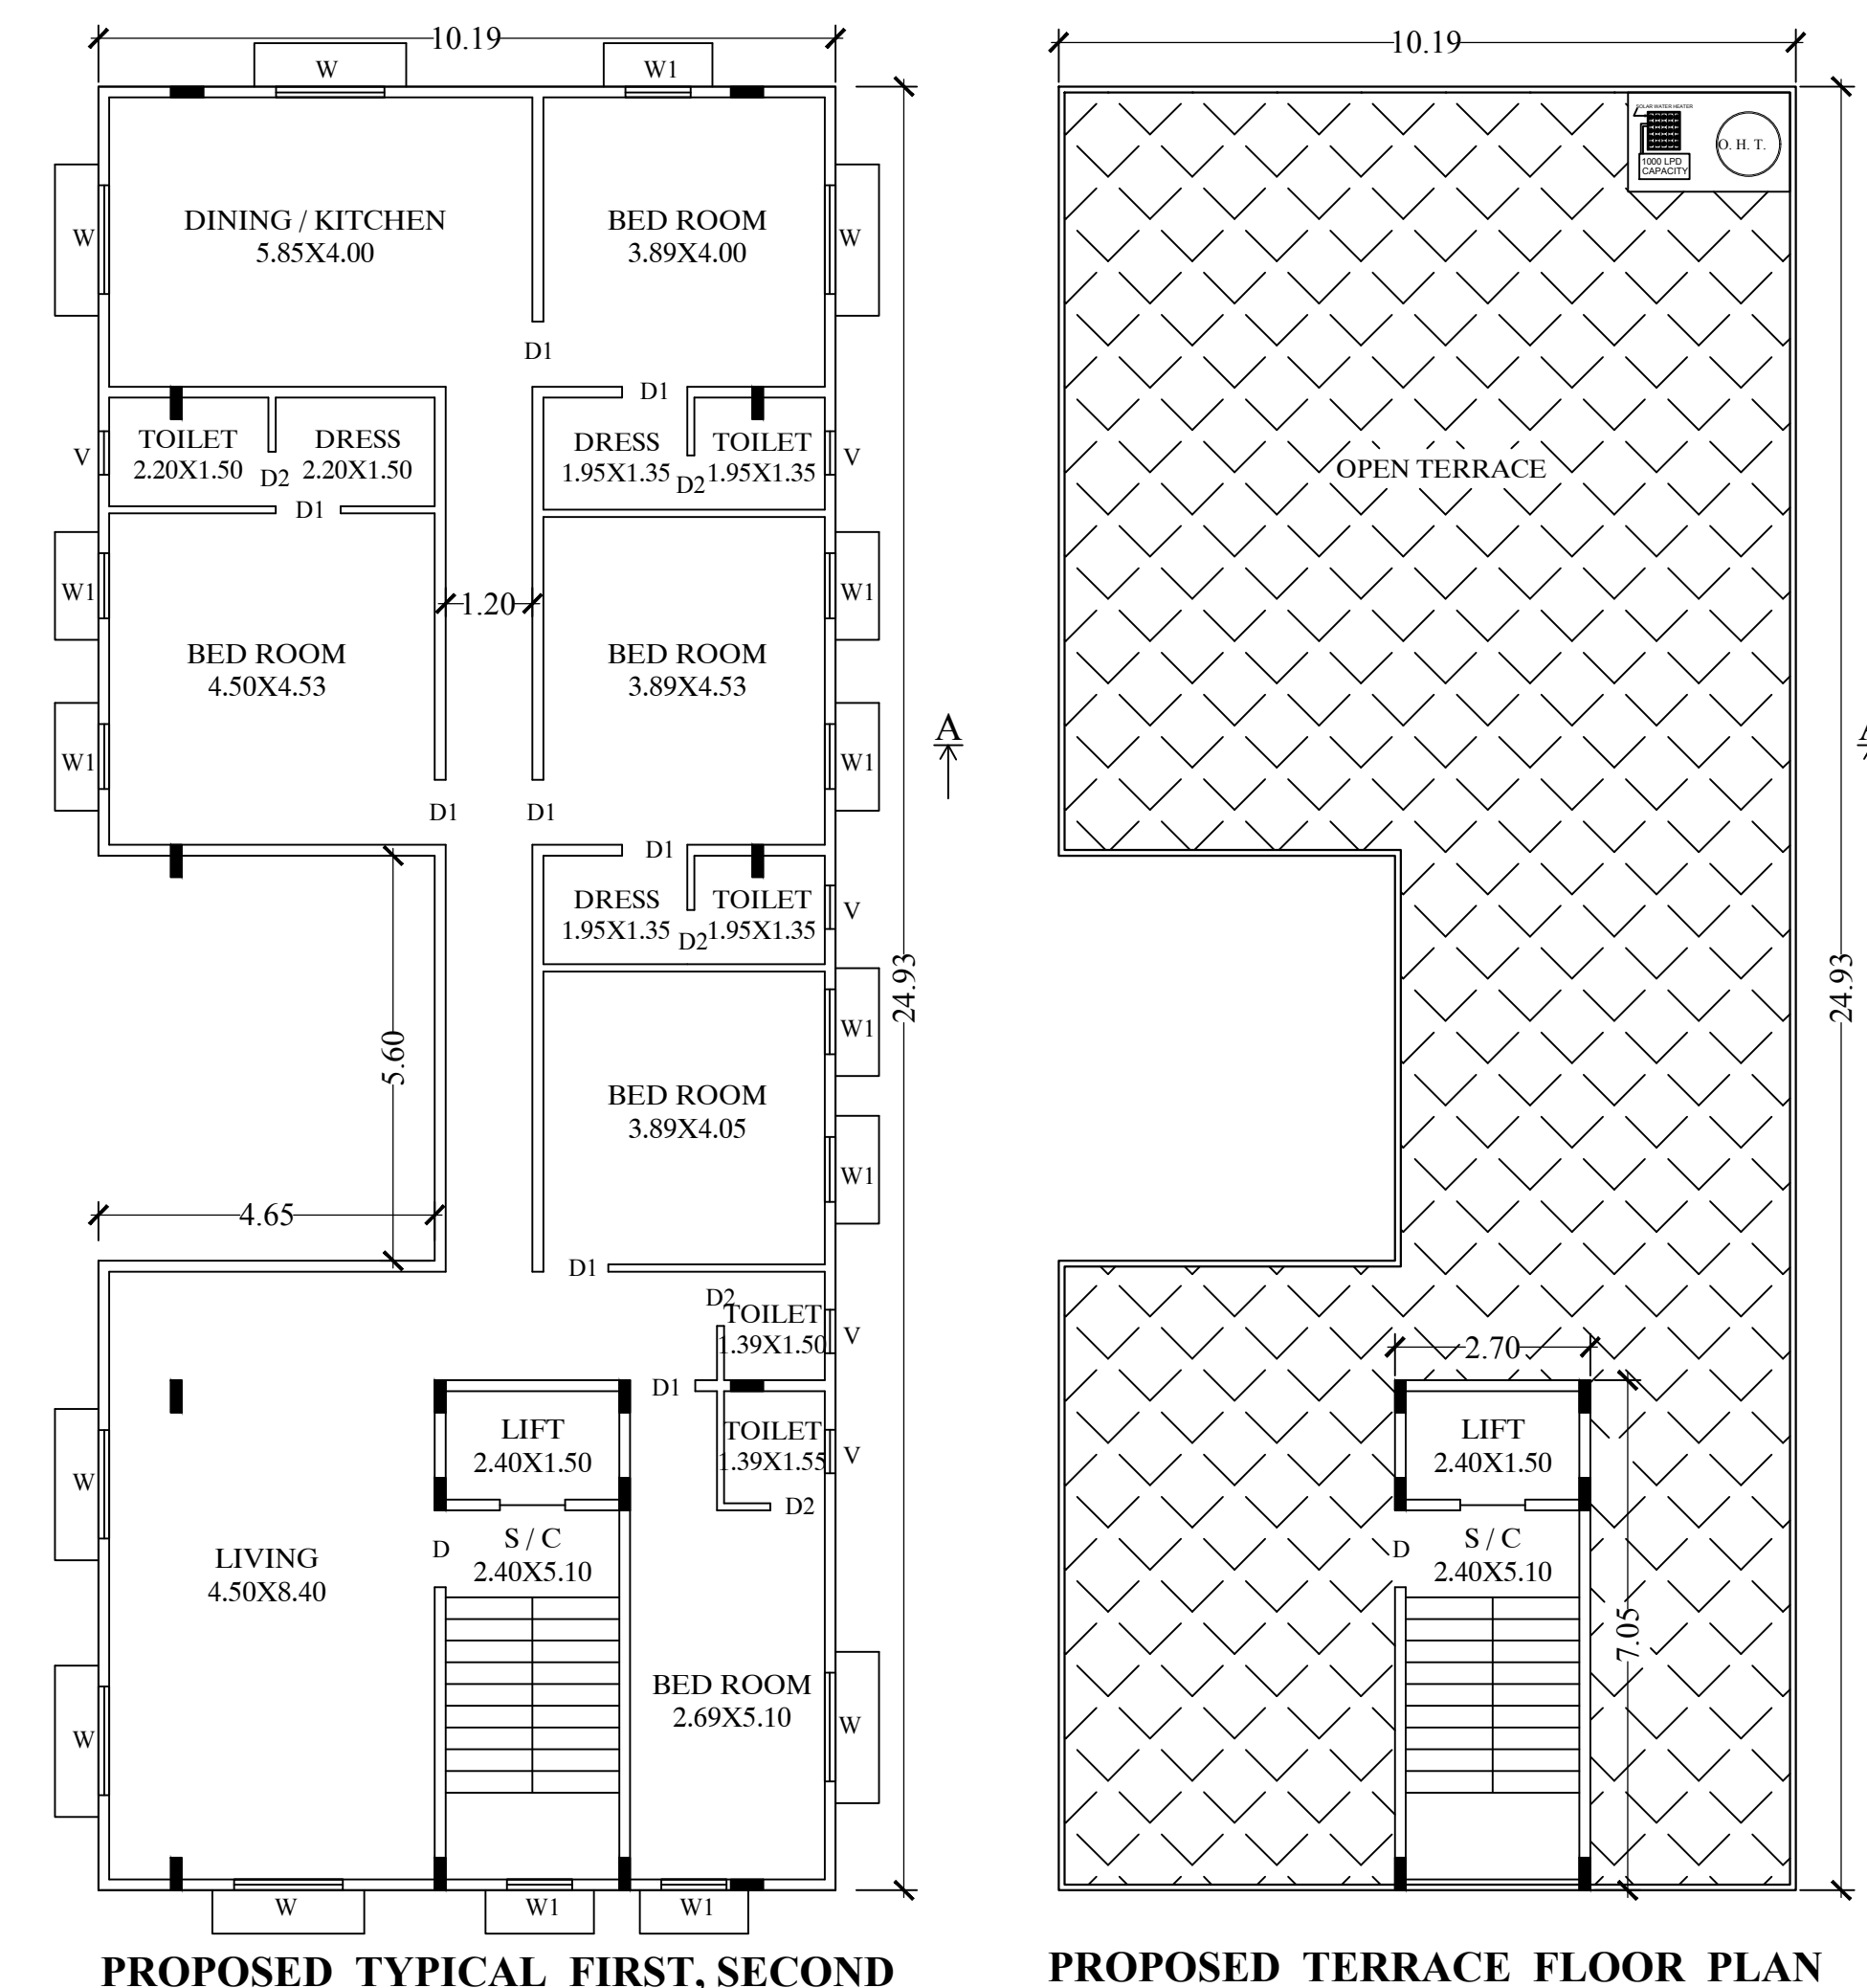 10.19
W
W1
W
DINING / KITCHEN
5.85X4.00
BED ROOM
3.89X4.00
W
D1
D1
V
TOILET
2.20X1.50
D2
DRESS
2.20X1.50
D1
DRESS
1.95X1.35
D2
TOILET
1.95X1.35
V
W1
W1
1.20
BED ROOM
4.50X4.53
BED ROOM
3.89X4.53
W1
W1
A
D1
D1
D1
DRESS
1.95X1.35
D2
TOILET
1.95X1.35
V
24.93
5.60
W1
BED ROOM
3.89X4.05
W1
4.65
D1
D2
TOILET
1.39X1.50
V
D1
LIFT
2.40X1.50
TOILET
1.39X1.55
V
W
D2
D
S / C
2.40X5.10
LIVING
4.50X8.40
BED ROOM
2.69X5.10
W
W
W
W1
W1
PROPOSED TYPICAL FIRST, SECOND
10.19
SOLAR WATER HEATER
1000 LPD
CAPACITY
O. H. T.
OPEN TERRACE
A
24.93
2.70
LIFT
2.40X1.50
D
S / C
2.40X5.10
7.05
PROPOSED TERRACE FLOOR PLAN